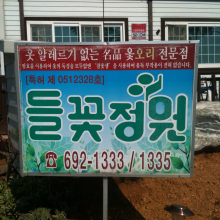 옻 알레르기 없는 名品 옻오리 전문점
[특허 제 0512328호]
들꽃정원
☎ 692-1333 / 1335